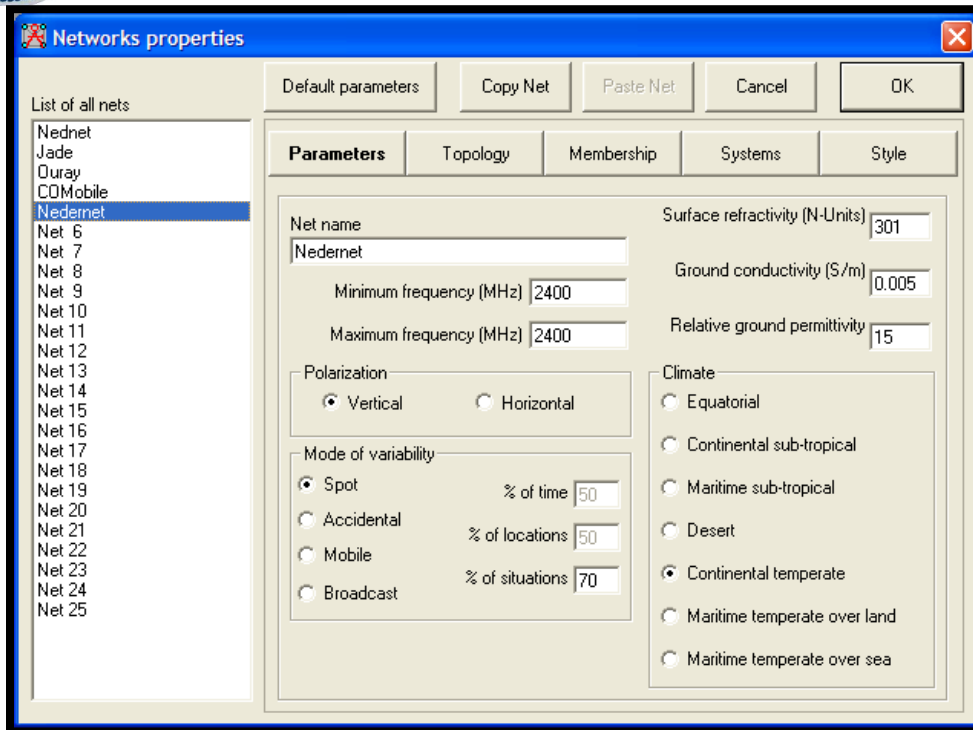 Networks properties
Default parameters
Copy Net
Paste Net
Cancel
OK
List of all nets
Nednet
Jade
Ouray
COMobile
Nedernet
Net 6
Net 7
Net 8
Net 9
Net 10
Net 11
Net 12
Net 13
Net 14
Net 15
Net 16
Net 17
Net 18
Net 19
Net 20
Net 21
Net 22
Net 23
Net 24
Net 25
Parameters
Topology
Membership
Systems
Style
Net name
Nedernet
Minimum frequency (MHz) 2400
Maximum frequency (MHz) 2400
Surface refractivity (N-Units) 301
Ground conductivity (S/m) 0.005
Relative ground permittivity 15
Polarization
Vertical Horizontal
Mode of variability
Spot
Accidental
Mobile
Broadcast
% of time 50
% of locations 50
% of situations 70
Climate
Equatorial
Continental sub-tropical
Maritime sub-tropical
Desert
Continental temperate
Maritime temperate over land
Maritime temperate over sea